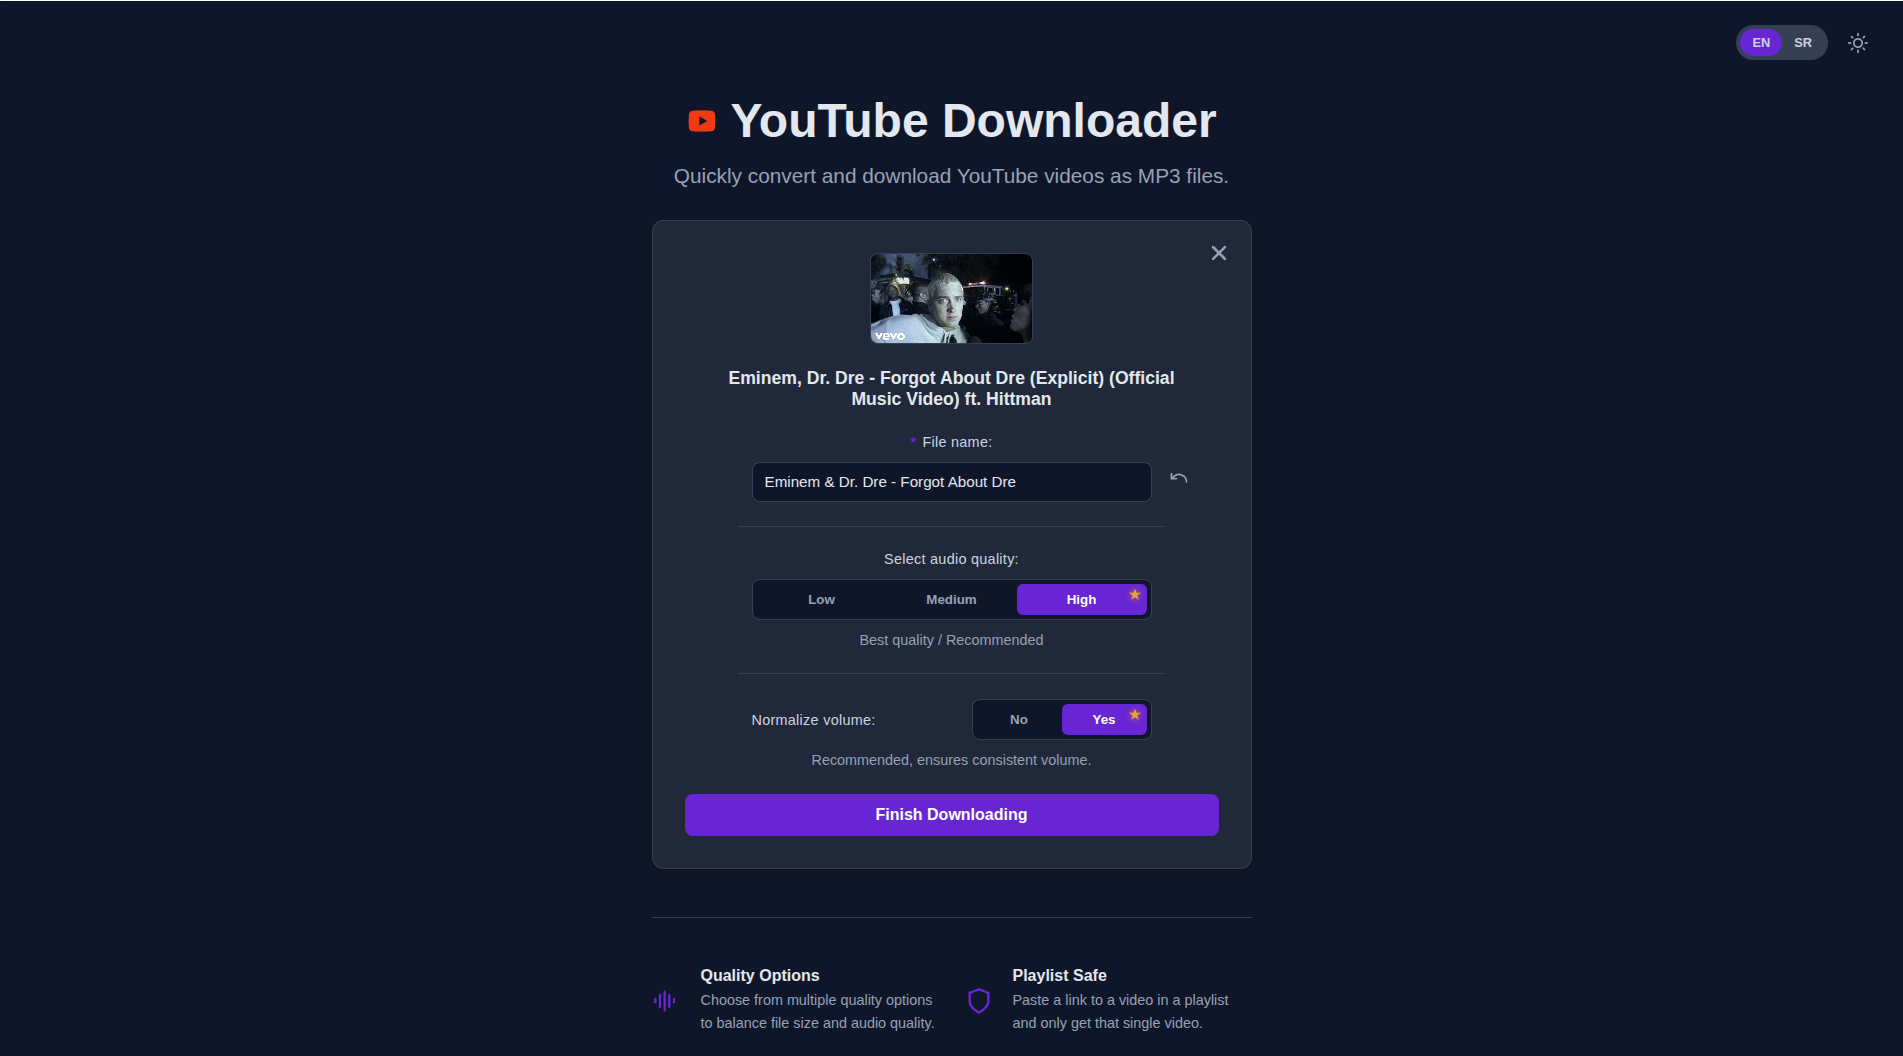 EN SR
YouTube Downloader
Quickly convert and download YouTube videos as MP3 files.
vevo
Eminem, Dr. Dre - Forgot About Dre (Explicit) (Official
Music Video) ft. Hittman
* File name:
Eminem & Dr. Dre - Forgot About Dre
Select audio quality:
Low Medium High
Best quality / Recommended
Normalize volume: No Yes
Recommended, ensures consistent volume.
Finish Downloading
Quality Options
Choose from multiple quality options
to balance file size and audio quality.
Playlist Safe
Paste a link to a video in a playlist
and only get that single video.